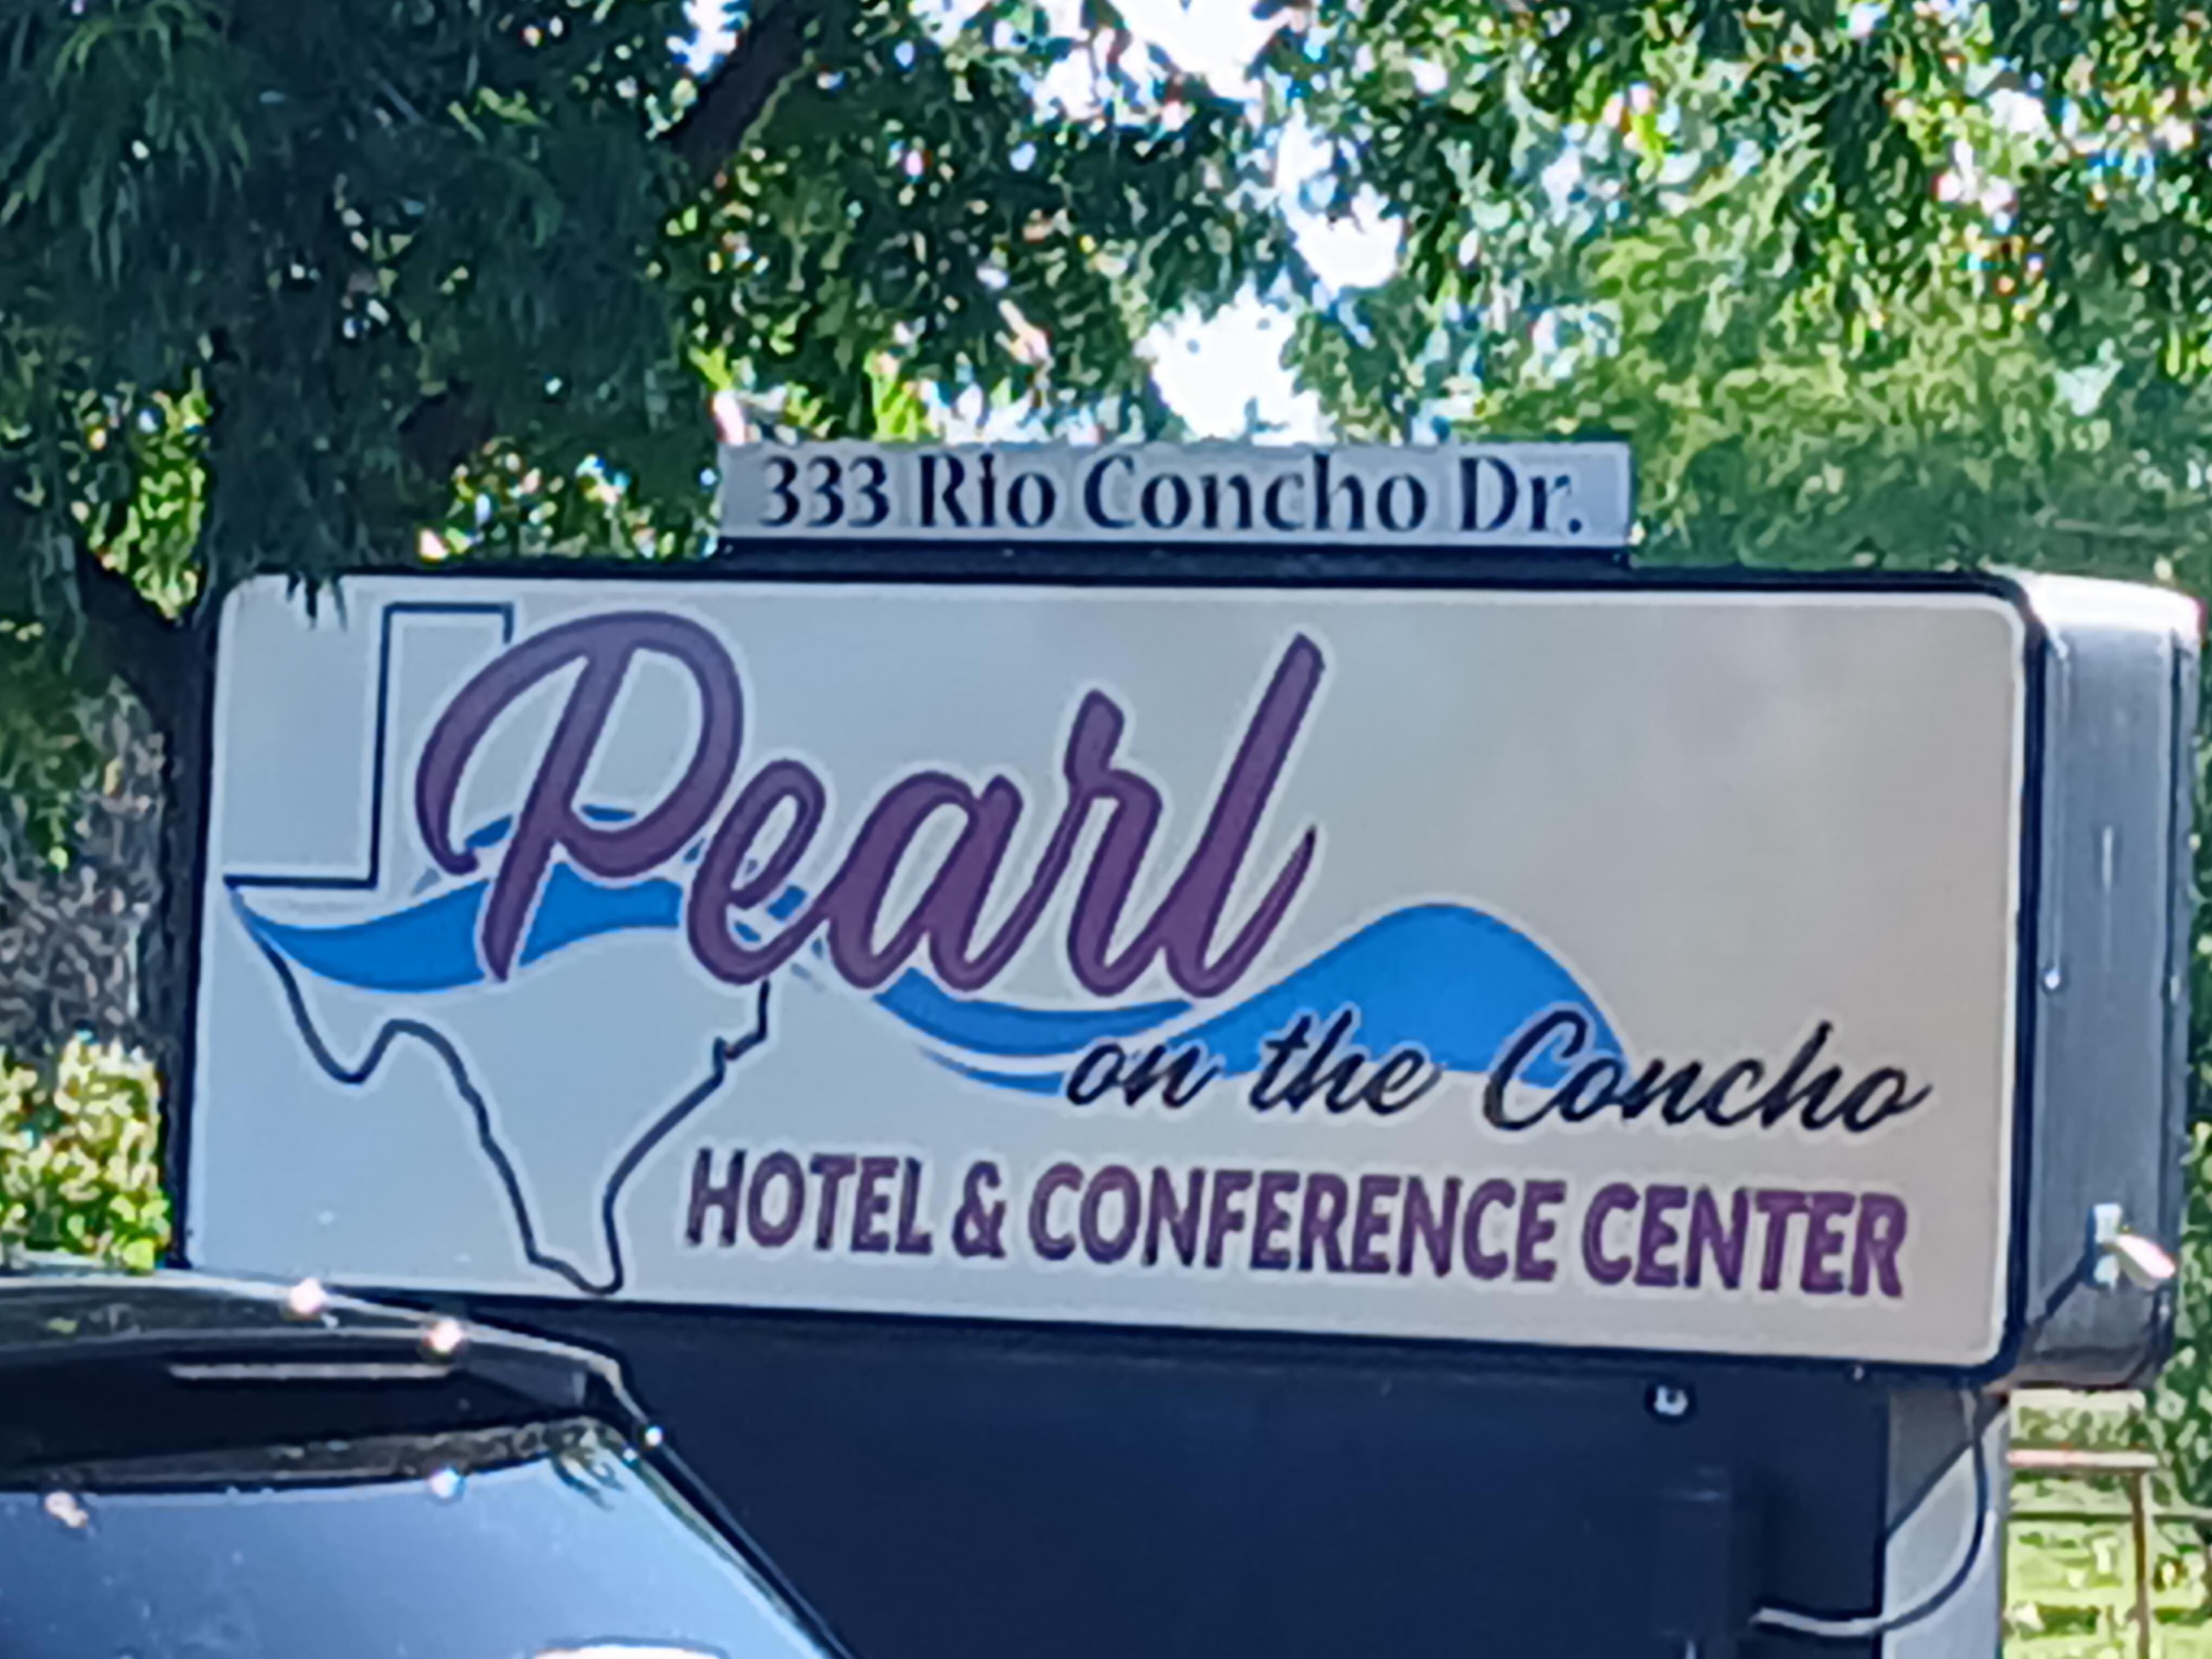 333 Rio Concho Dr.
Pearl
on the Concho
HOTEL & CONFERENCE CENTER